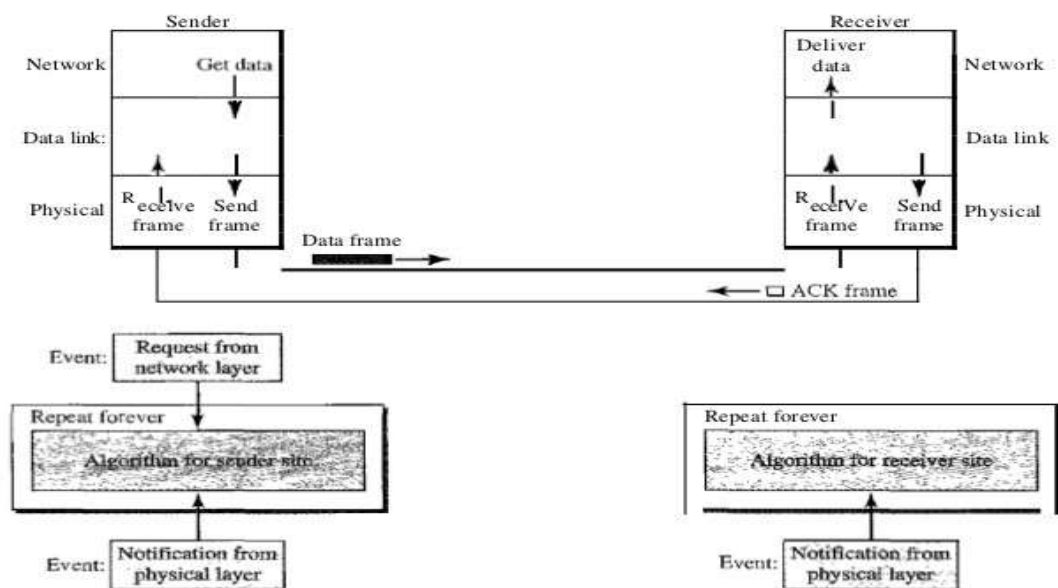 Sender
Receiver
Network
Get data
Deliver
data
Network
Data link:
Data link
Physical
Receive
frame
Send
frame
ReceiVe
frame
Send
frame
Physical
Data frame
ACK frame
Event:
Request from
network layer
Repeat forever
Algorithm for sender site
Repeat forever
Algorithm for receiver site
Event:
Notification from
physical layer
Event:
Notification from
physical layer